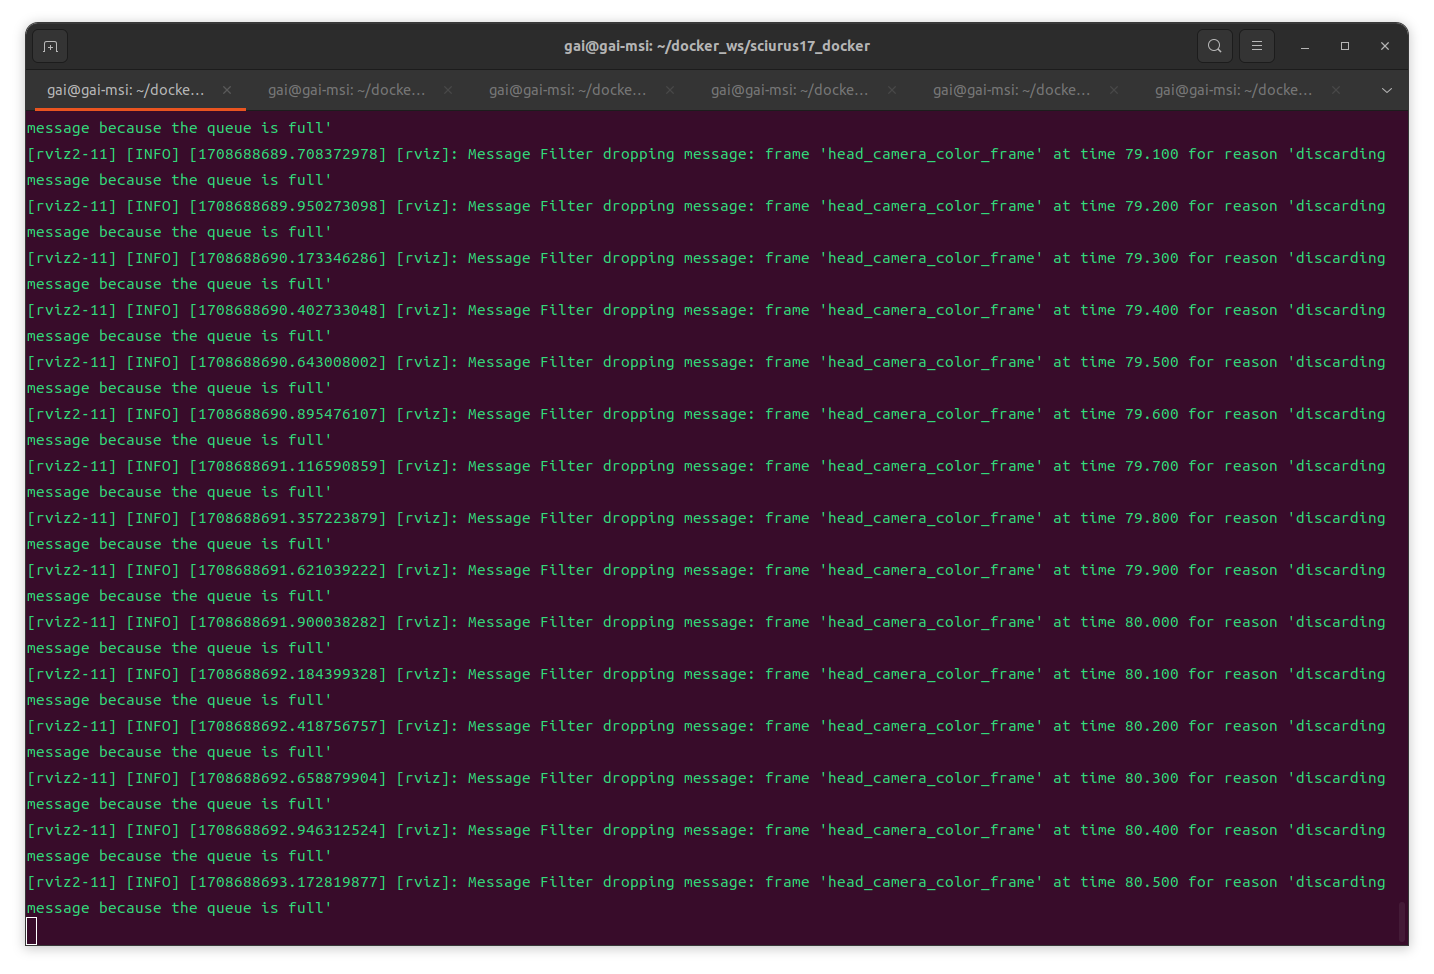 gai@gai-msi: ~/docker_ws/sciurus17_docker
gai@gai-msi: ~/docke... gai@gai-msi: ~/docke... gai@gai-msi: ~/docke... gai@gai-msi: ~/docke... gai@gai-msi: ~/docke... gai@gai-msi: ~/docke...
message because the queue is full'
[rviz2-11] [INFO] [1708688689.708372978] [rviz]: Message Filter dropping message: frame 'head_camera_color_frame' at time 79.100 for reason 'discarding
message because the queue is full'
[rviz2-11] [INFO] [1708688689.950273098] [rviz]: Message Filter dropping message: frame 'head_camera_color_frame' at time 79.200 for reason 'discarding
message because the queue is full'
[rviz2-11] [INFO] [1708688690.173346286] [rviz]: Message Filter dropping message: frame 'head_camera_color_frame' at time 79.300 for reason 'discarding
message because the queue is full'
[rviz2-11] [INFO] [1708688690.402733048] [rviz]: Message Filter dropping message: frame 'head_camera_color_frame' at time 79.400 for reason 'discarding
message because the queue is full'
[rviz2-11] [INFO] [1708688690.643008002] [rviz]: Message Filter dropping message: frame 'head_camera_color_frame' at time 79.500 for reason 'discarding
message because the queue is full'
[rviz2-11] [INFO] [1708688690.895476107] [rviz]: Message Filter dropping message: frame 'head_camera_color_frame' at time 79.600 for reason 'discarding
message because the queue is full'
[rviz2-11] [INFO] [1708688691.116590859] [rviz]: Message Filter dropping message: frame 'head_camera_color_frame' at time 79.700 for reason 'discarding
message because the queue is full'
[rviz2-11] [INFO] [1708688691.357223879] [rviz]: Message Filter dropping message: frame 'head_camera_color_frame' at time 79.800 for reason 'discarding
message because the queue is full'
[rviz2-11] [INFO] [1708688691.621039222] [rviz]: Message Filter dropping message: frame 'head_camera_color_frame' at time 79.900 for reason 'discarding
message because the queue is full'
[rviz2-11] [INFO] [1708688691.900038282] [rviz]: Message Filter dropping message: frame 'head_camera_color_frame' at time 80.000 for reason 'discarding
message because the queue is full'
[rviz2-11] [INFO] [1708688692.184399328] [rviz]: Message Filter dropping message: frame 'head_camera_color_frame' at time 80.100 for reason 'discarding
message because the queue is full'
[rviz2-11] [INFO] [1708688692.418756757] [rviz]: Message Filter dropping message: frame 'head_camera_color_frame' at time 80.200 for reason 'discarding
message because the queue is full'
[rviz2-11] [INFO] [1708688692.658879904] [rviz]: Message Filter dropping message: frame 'head_camera_color_frame' at time 80.300 for reason 'discarding
message because the queue is full'
[rviz2-11] [INFO] [1708688692.946312524] [rviz]: Message Filter dropping message: frame 'head_camera_color_frame' at time 80.400 for reason 'discarding
message because the queue is full'
[rviz2-11] [INFO] [1708688693.172819877] [rviz]: Message Filter dropping message: frame 'head_camera_color_frame' at time 80.500 for reason 'discarding
message because the queue is full'